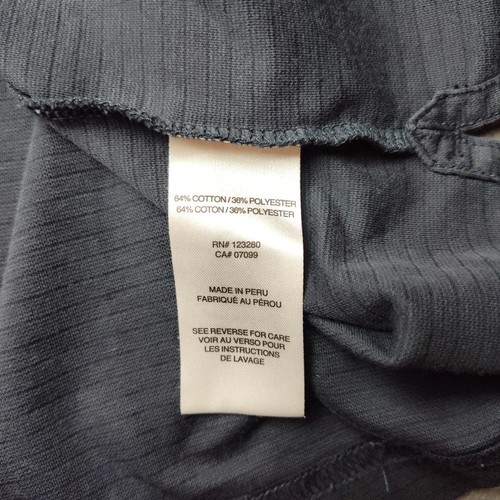 64% COTTON / 36% POLYESTER
64% COTON / 36% POLYESTER
RN# 123280
CA# 07099
MADE IN PERU
FABRIQUÉ AU PÉROU
SEE REVERSE FOR CARE
VOIR AU VERSO POUR
LES INSTRUCTIONS
DE LAVAGE